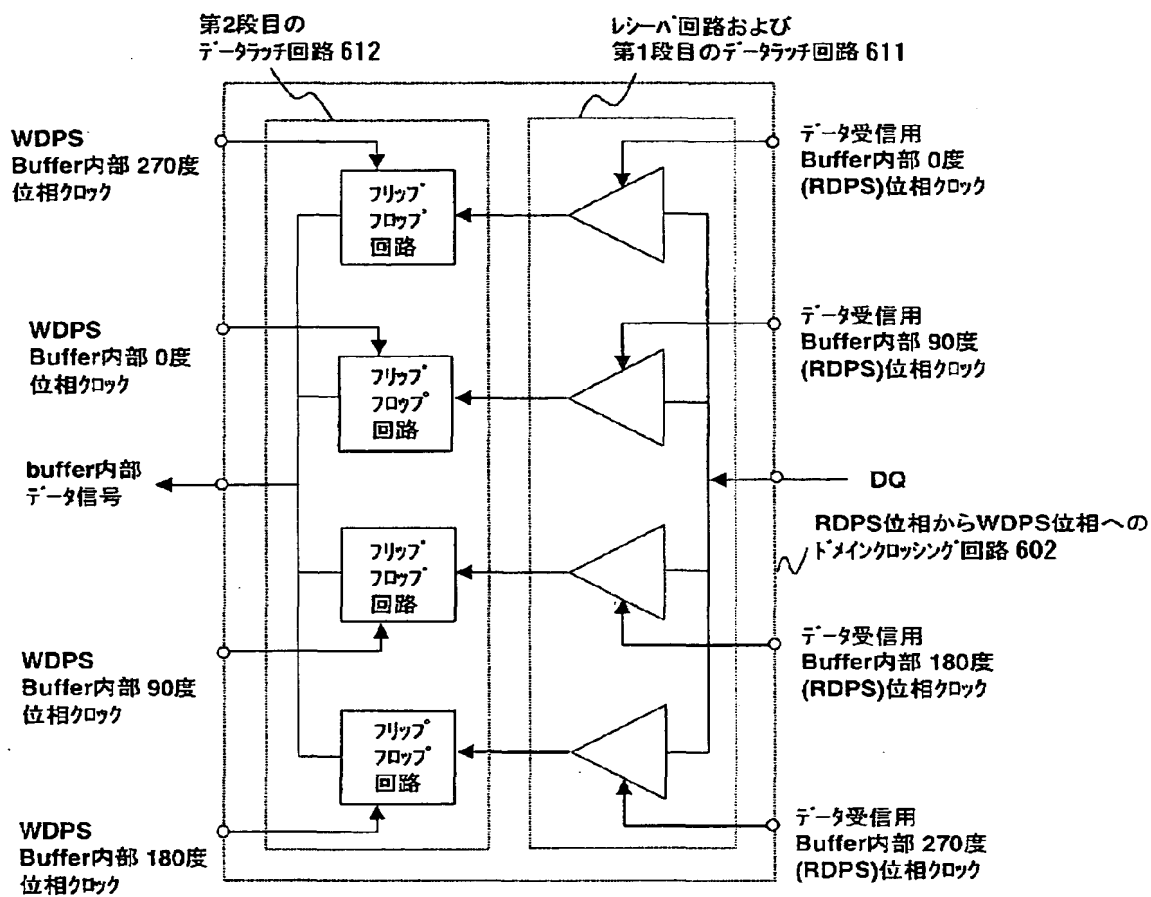 第2段目の
データラッチ回路 612
レシーバ回路および
第1段目のデータラッチ回路 611
WDPS
Buffer内部 270度
位相クロック
フリップ
フロップ
回路
データ受信用
Buffer内部 0度
(RDPS)位相クロック
WDPS
Buffer内部 0度
位相クロック
フリップ
フロップ
回路
データ受信用
Buffer内部 90度
(RDPS)位相クロック
buffer内部
データ信号
DQ
RDPS位相からWDPS位相への
ドメインクロッシング回路 602
フリップ
フロップ
回路
WDPS
Buffer内部 90度
位相クロック
データ受信用
Buffer内部 180度
(RDPS)位相クロック
フリップ
フロップ
回路
WDPS
Buffer内部 180度
位相クロック
データ受信用
Buffer内部 270度
(RDPS)位相クロック